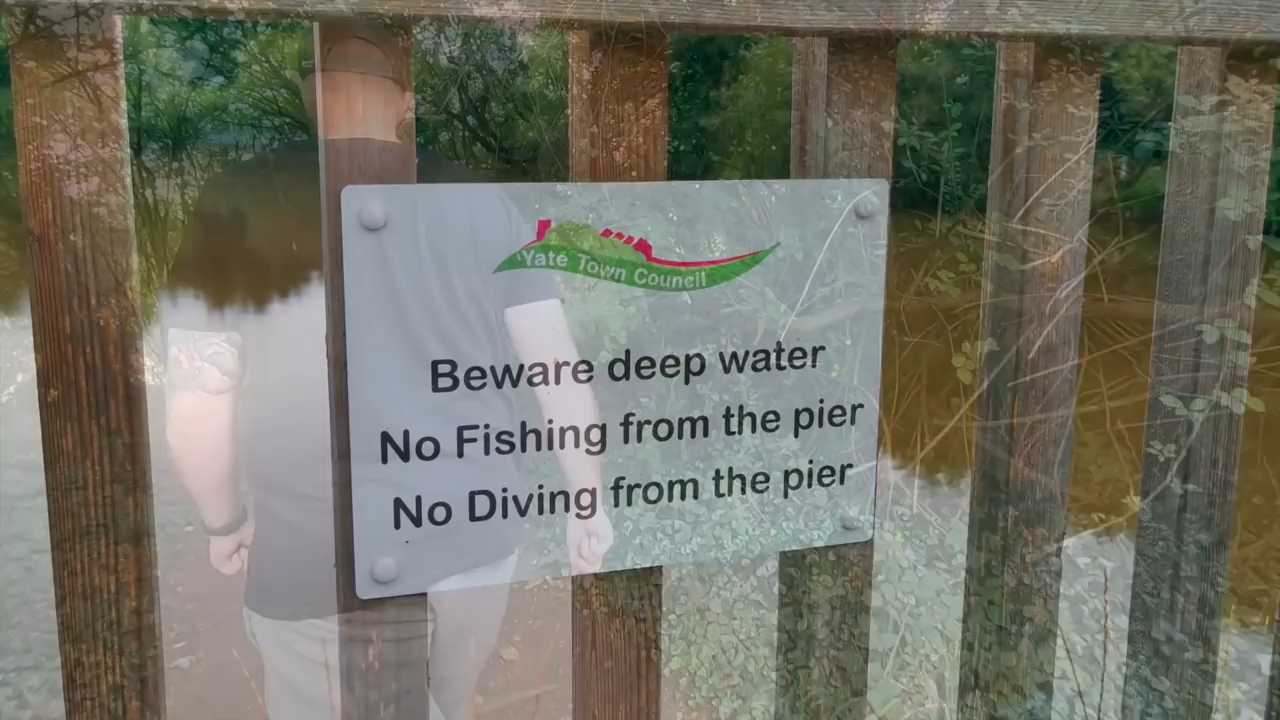 Yate Town Council
Beware deep water
No Fishing from the pier
No Diving from the pier